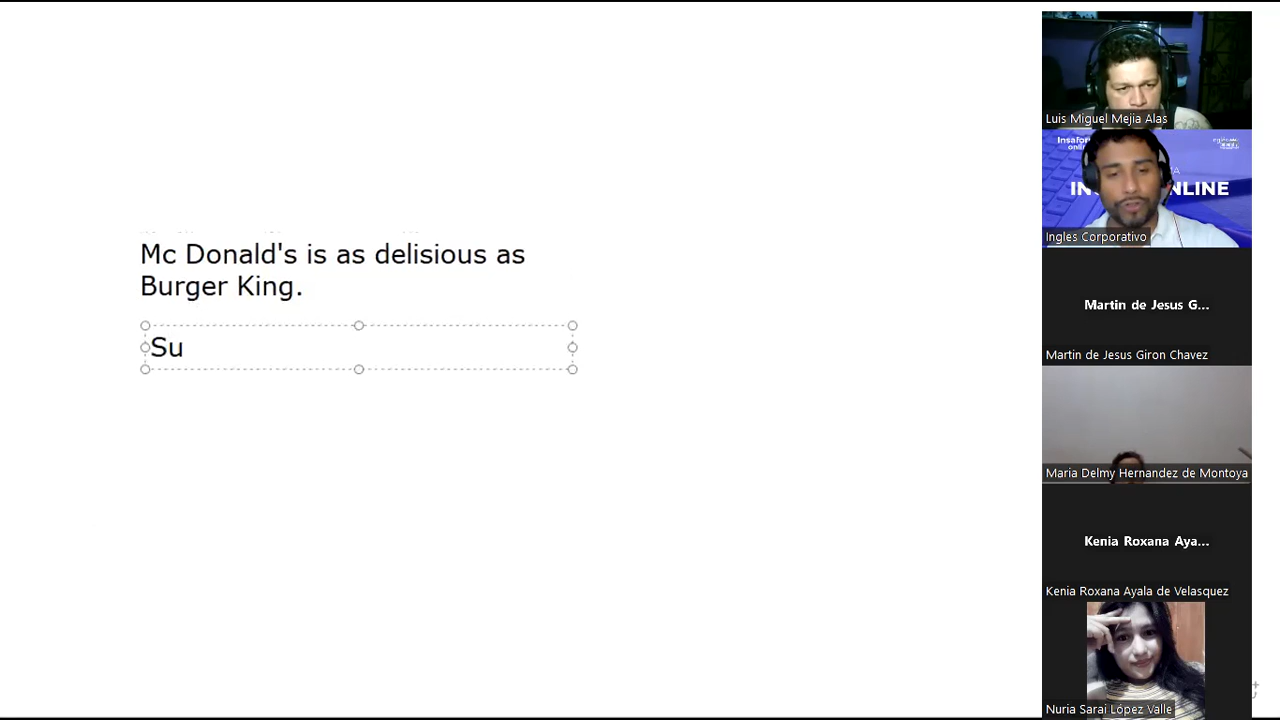 Mc Donald's is as delisious as
Burger King.
Su
Luis Miguel Mejia Alas
Ingles Corporativo
Martin de Jesus G...
Martin de Jesus Giron Chavez
Maria Delmy Hernandez de Montoya
Kenia Roxana Aya...
Kenia Roxana Ayala de Velasquez
Nuria Sarai López Valle